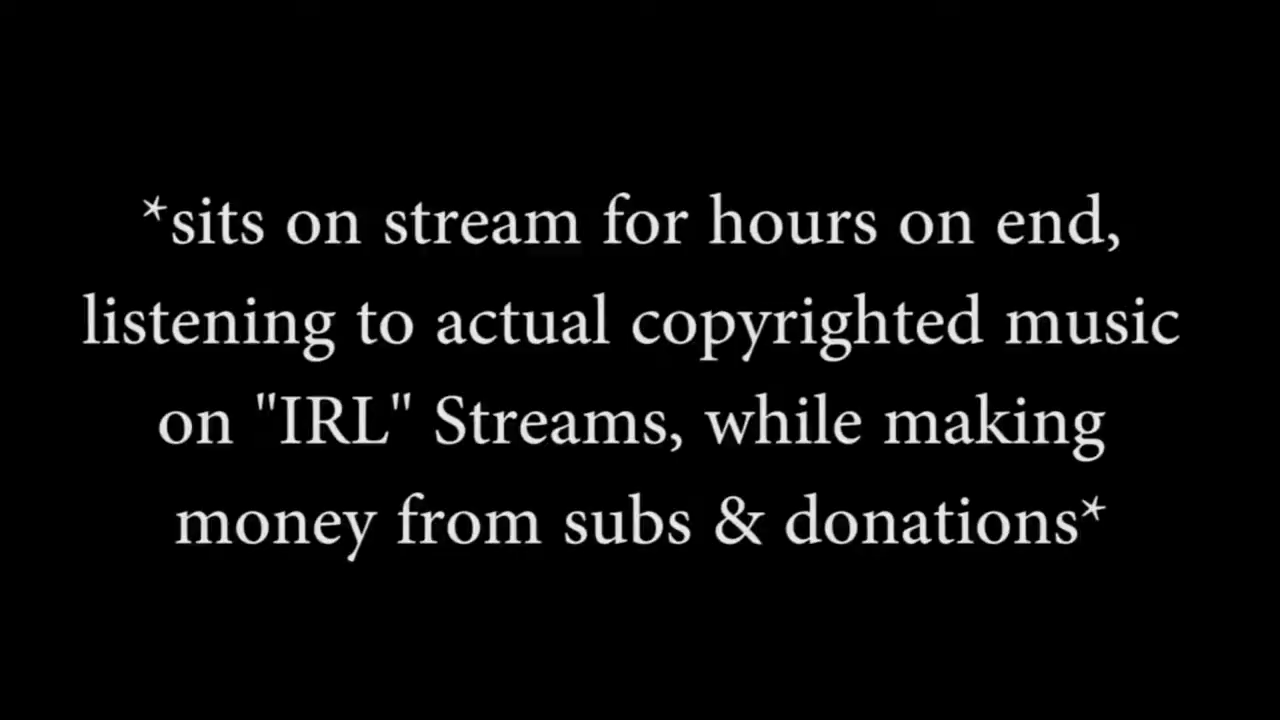 *sits on stream for hours on end,
listening to actual copyrighted music
on "IRL" Streams, while making
money from subs & donations*